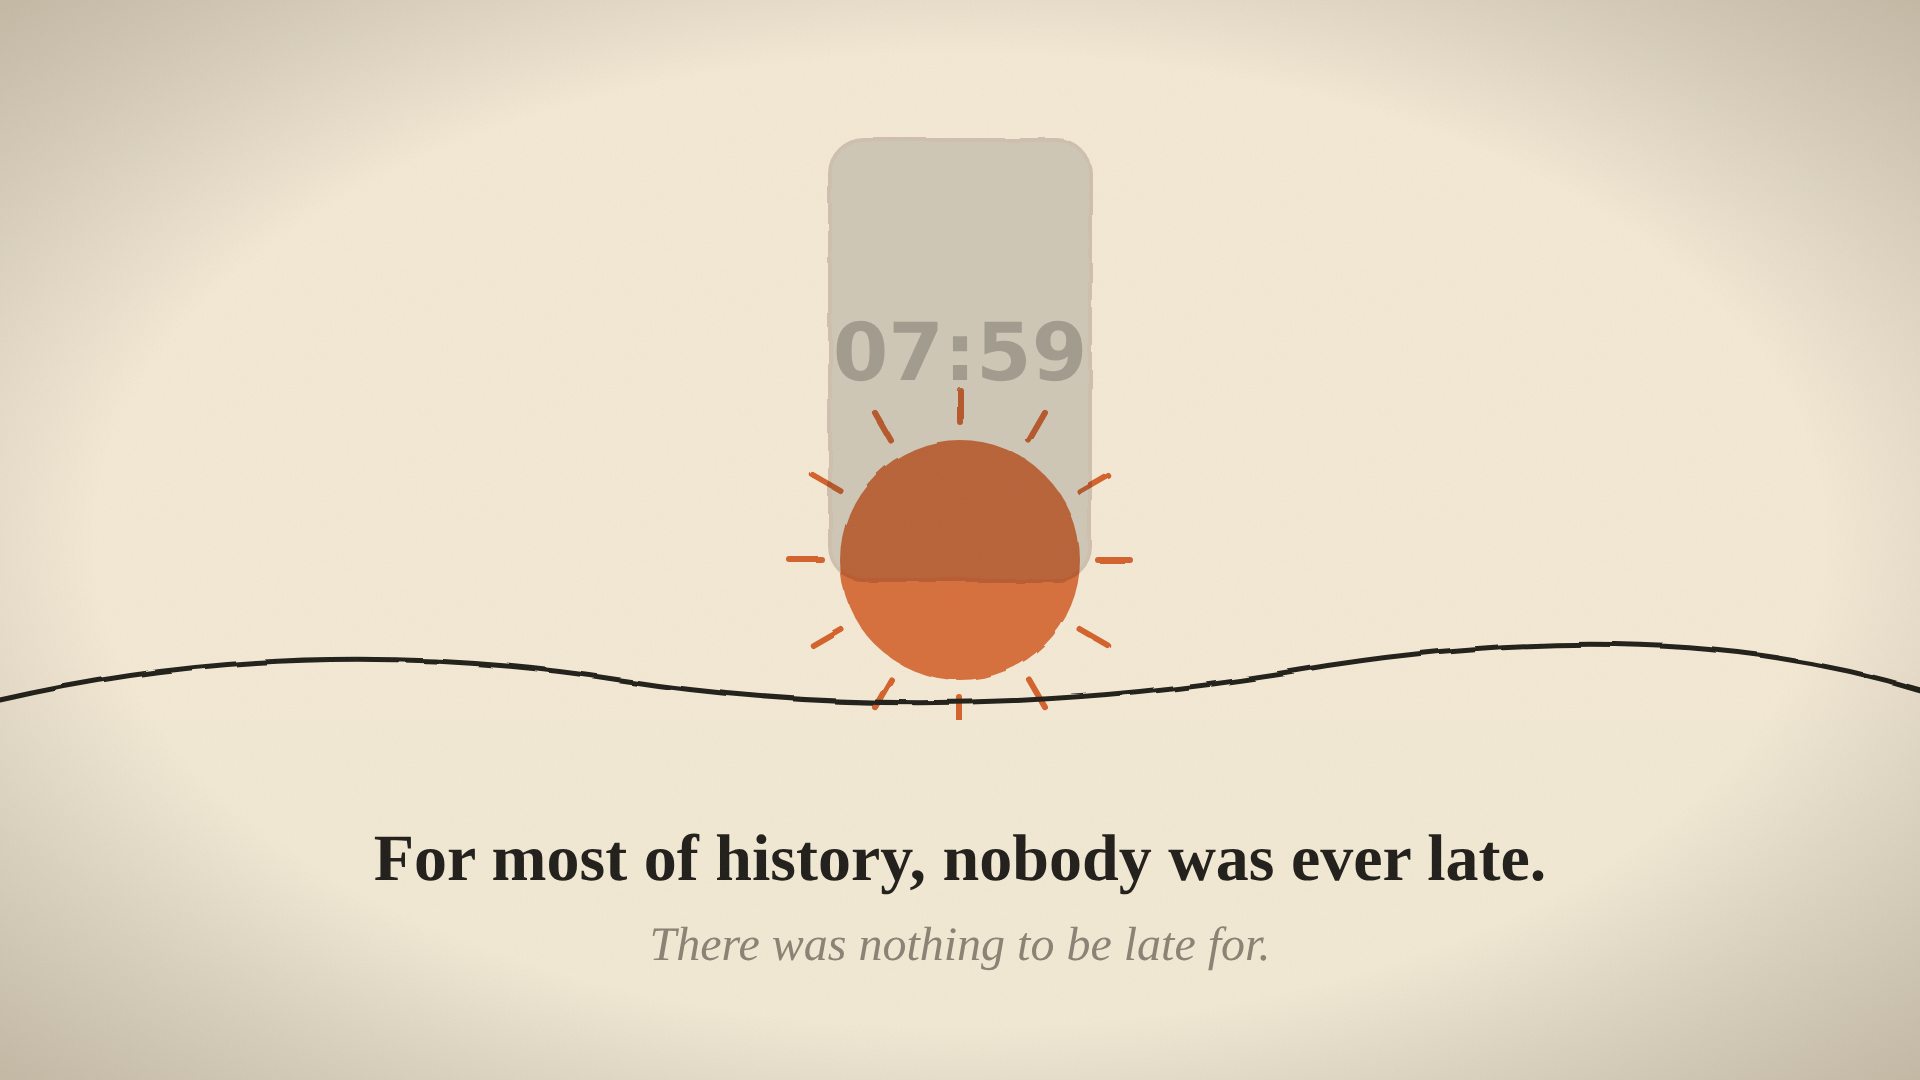 07:59
For most of history, nobody was ever late.
There was nothing to be late for.